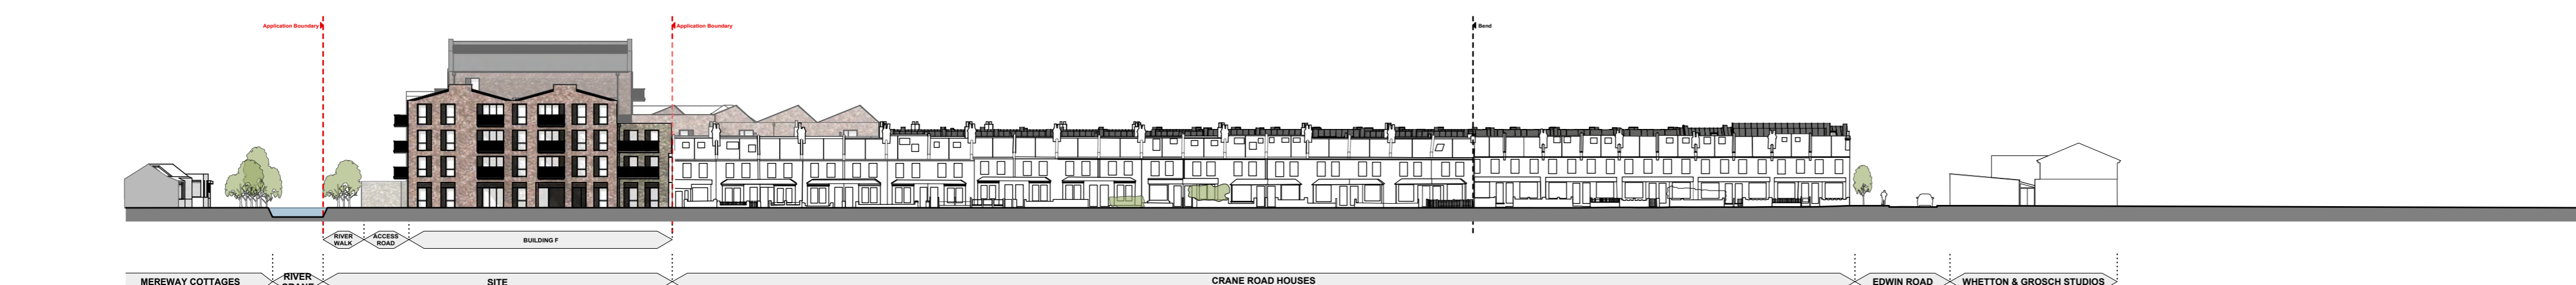 Application Boundary
Application Boundary
Bend
RIVER
WALK
ACCESS
ROAD
BUILDING F
MEREWAY COTTAGES
RIVER
CRANE
SITE
CRANE ROAD HOUSES
EDWIN ROAD
WHETTON & GROSCH STUDIOS